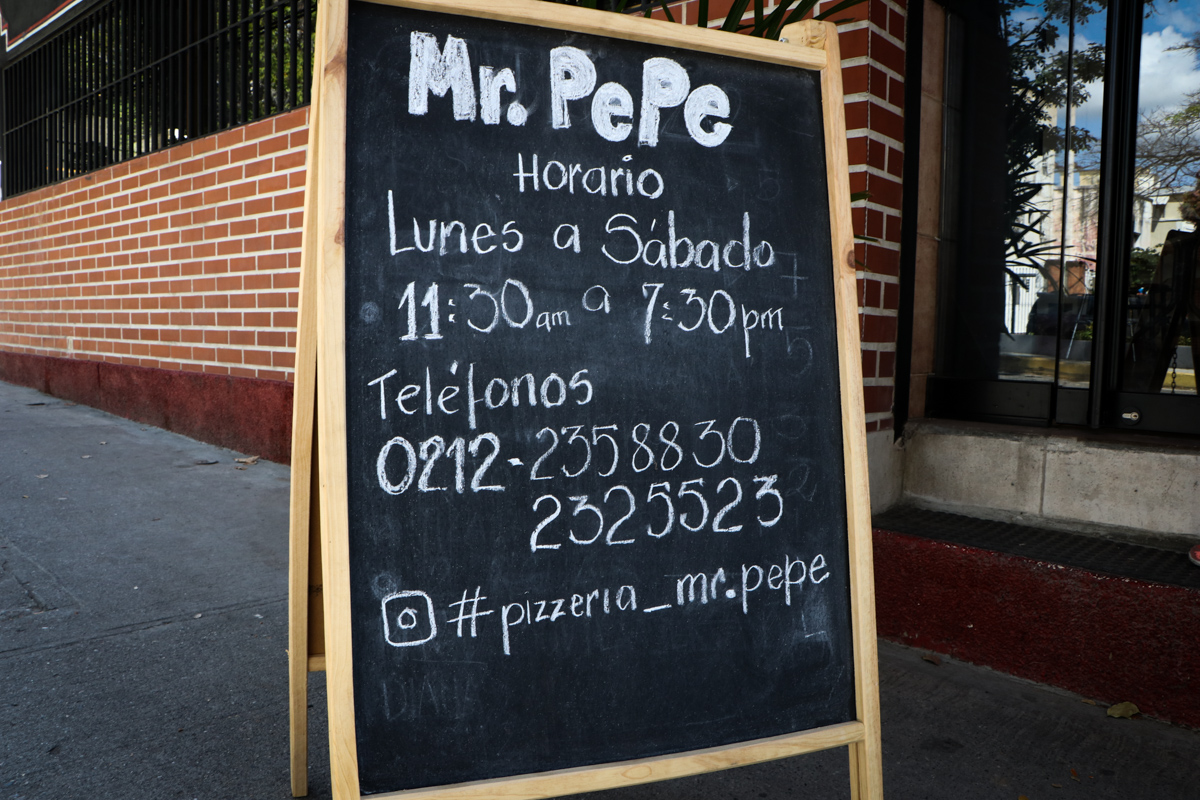 Mr. PePe
Horario
Lunes a Sábado
11:30am a 7:30pm
Teléfonos
0212-2358830
2325523
#pizzeria_mr.pepe